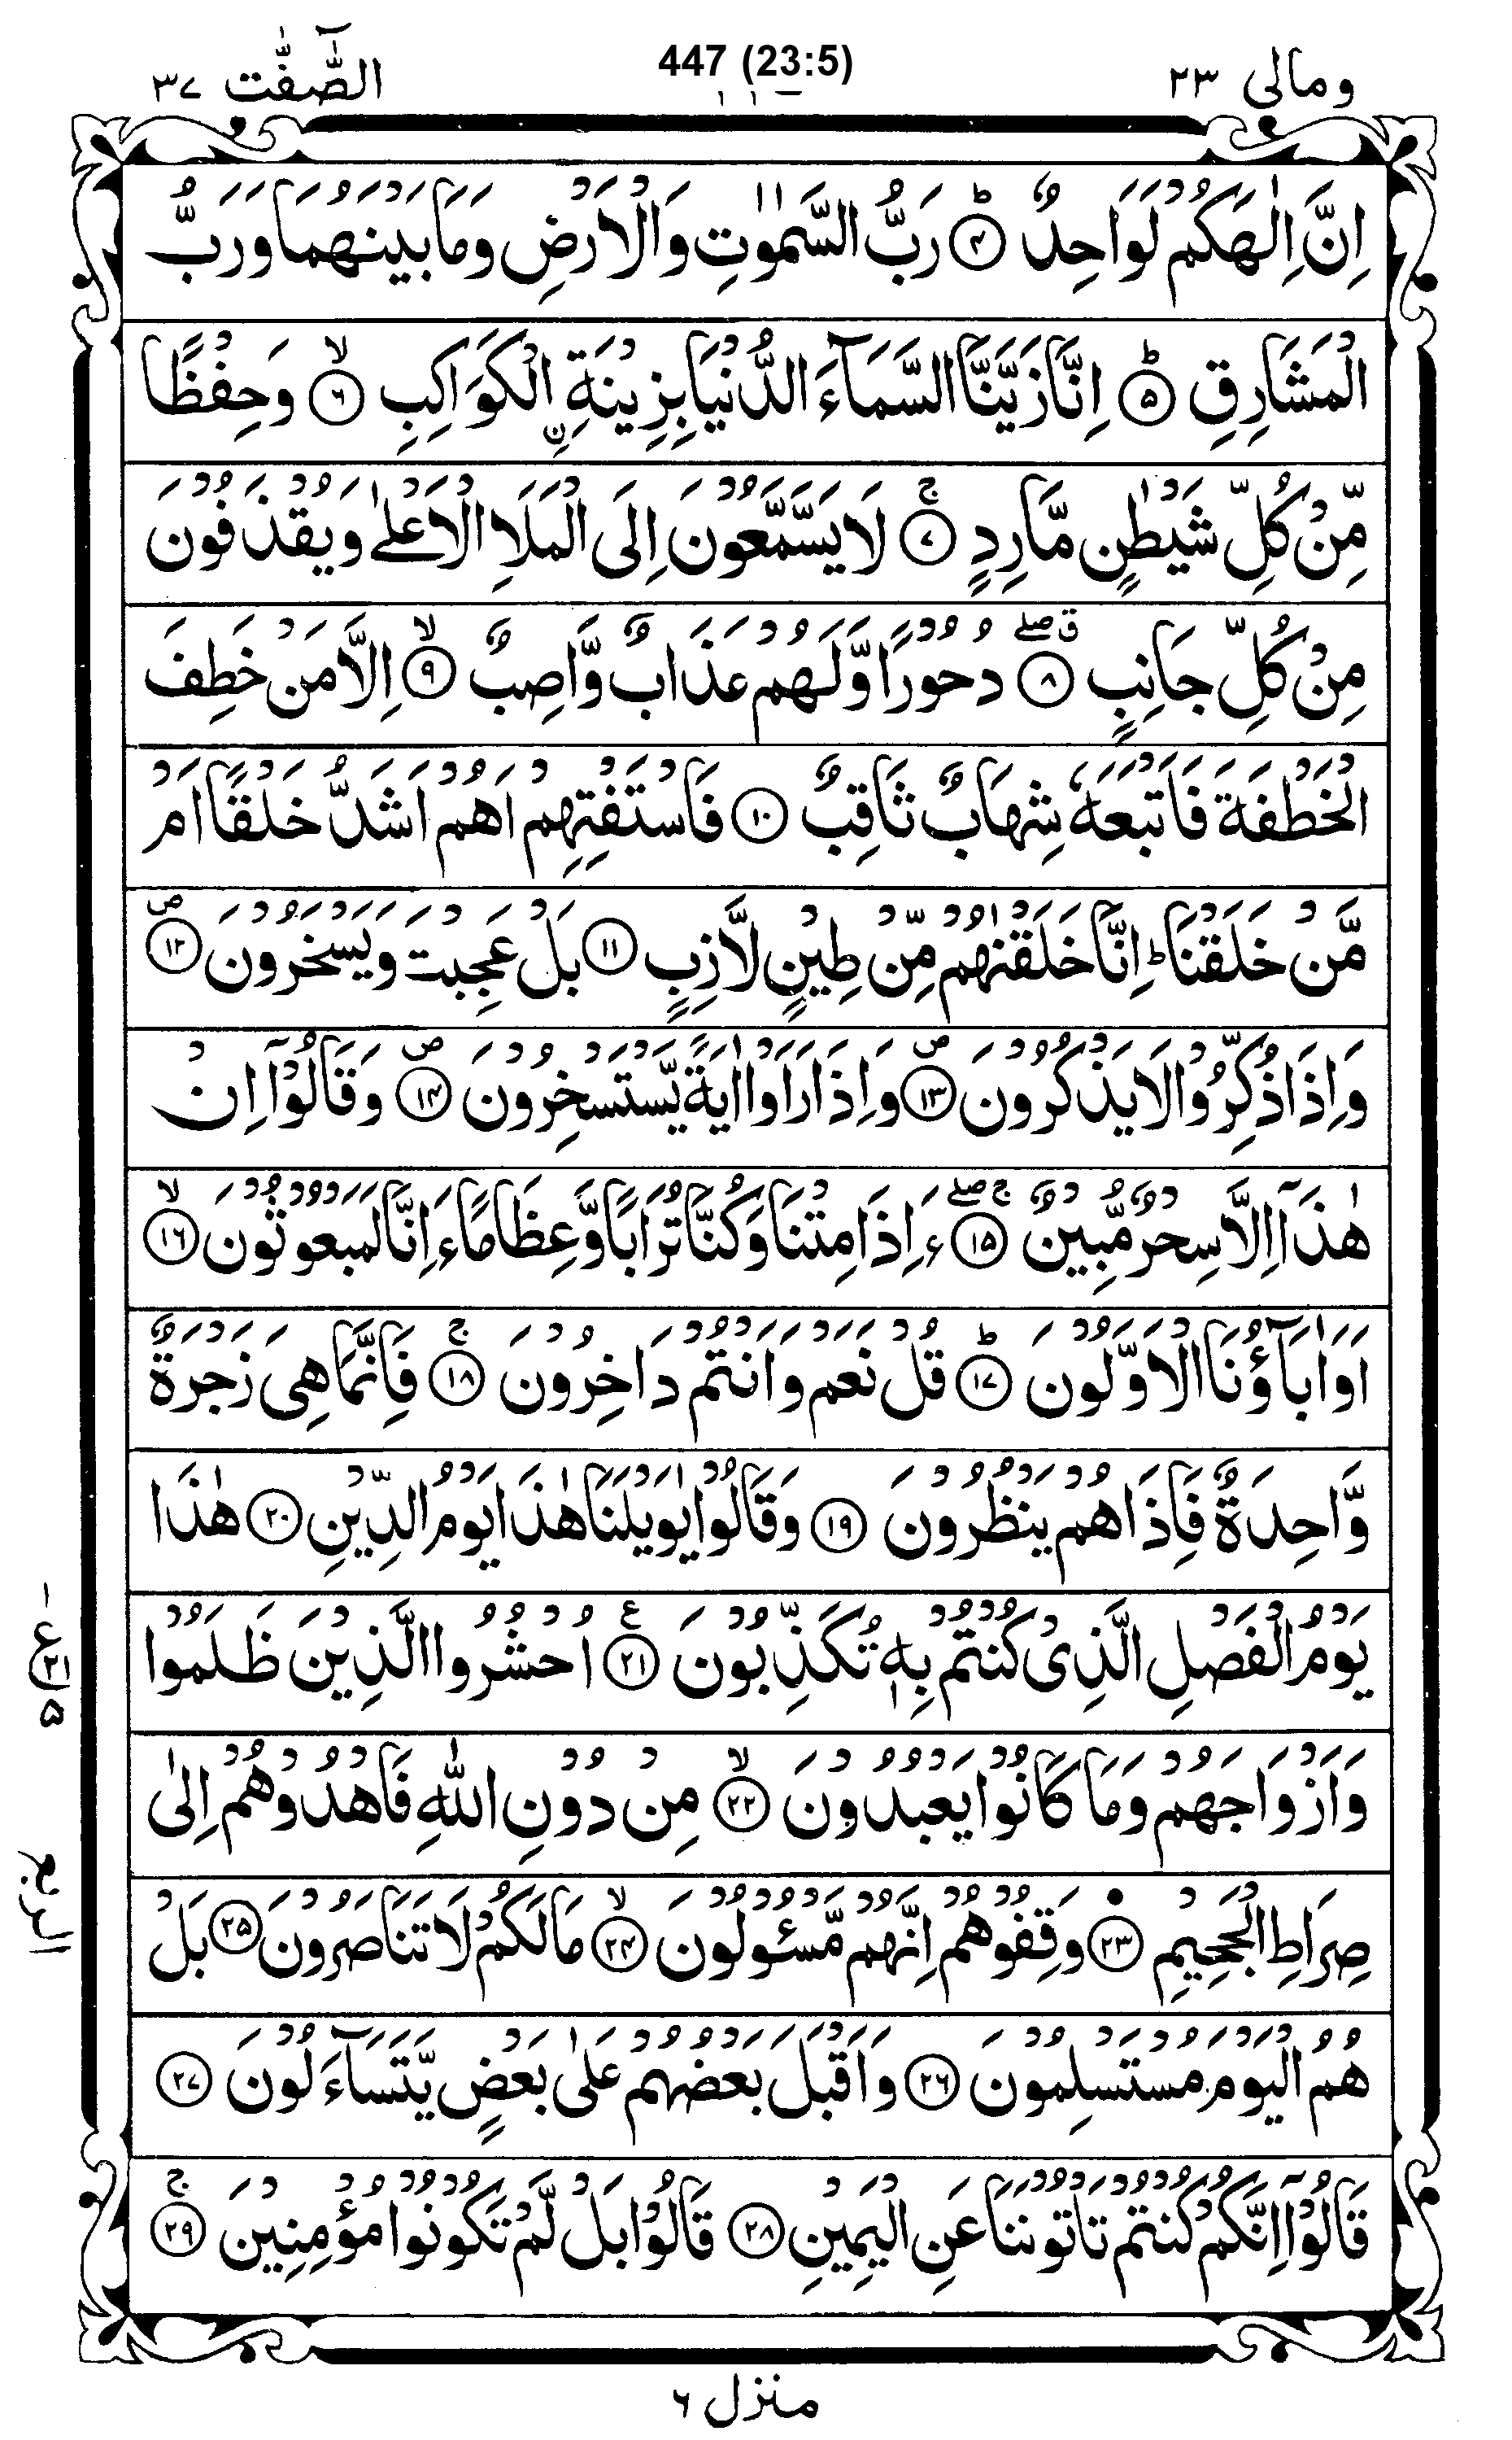 ومالی ٢٣
447 (23:5)
الصّٰٓفّٰت ٣٧
اِنَّ اِلٰهَكُمْ لَوَاحِدٌ ﴿٤﴾ؕ رَبُّ السَّمٰوٰتِ وَالْاَرْضِ وَمَا بَيْنَهُمَا وَرَبُّ
الْمَشَارِقِ ﴿٥﴾ؕ اِنَّا زَيَّنَّا السَّمَآءَ الدُّنْيَا بِزِيْنَةِ ۨالْكَوَاكِبِ ﴿٦﴾ۙ وَحِفْظًا
مِّنْ كُلِّ شَيْطٰنٍ مَّارِدٍ ﴿٧﴾ۚ لَا يَسَّمَّعُوْنَ اِلَى الْمَلَاِ الْاَعْلٰى وَيُقْذَفُوْنَ
مِنْ كُلِّ جَانِبٍ ﴿٨﴾ۖق دُحُوْرًا وَّلَهُمْ عَذَابٌ وَّاصِبٌ ﴿٩﴾ۙ اِلَّا مَنْ خَطِفَ
الْخَطْفَةَ فَاَتْبَعَهٗ شِهَابٌ ثَاقِبٌ ﴿١٠﴾ فَاسْتَفْتِهِمْ اَهُمْ اَشَدُّ خَلْقًا اَمْ
مَّنْ خَلَقْنَا ؕ اِنَّا خَلَقْنٰهُمْ مِّنْ طِيْنٍ لَّازِبٍ ﴿١١﴾ بَلْ عَجِبْتَ وَيَسْخَرُوْنَ ﴿١٢﴾ص
وَاِذَا ذُكِّرُوْا لَا يَذْكُرُوْنَ ﴿١٣﴾ص وَاِذَا رَاَوْا اٰيَةً يَّسْتَسْخِرُوْنَ ﴿١٤﴾ص وَقَالُوْٓا اِنْ
هٰذَآ اِلَّا سِحْرٌ مُّبِيْنٌ ﴿١٥﴾ۖج ءَاِذَا مِتْنَا وَكُنَّا تُرَابًا وَّعِظَامًا ءَاِنَّا لَمَبْعُوْثُوْنَ ﴿١٦﴾ۙ
اَوَاٰبَآؤُنَا الْاَوَّلُوْنَ ﴿١٧﴾ؕ قُلْ نَعَمْ وَاَنْتُمْ دَاخِرُوْنَ ﴿١٨﴾ۚ فَاِنَّمَا هِيَ زَجْرَةٌ
وَّاحِدَةٌ فَاِذَا هُمْ يَنْظُرُوْنَ ﴿١٩﴾ وَقَالُوْا يٰوَيْلَنَا هٰذَا يَوْمُ الدِّيْنِ ﴿٢٠﴾ هٰذَا
يَوْمُ الْفَصْلِ الَّذِيْ كُنْتُمْ بِهٖ تُكَذِّبُوْنَ ﴿٢١﴾ع اُحْشُرُوا الَّذِيْنَ ظَلَمُوْا
وَاَزْوَاجَهُمْ وَمَا كَانُوْا يَعْبُدُوْنَ ﴿٢٢﴾ۙ مِنْ دُوْنِ اللّٰهِ فَاهْدُوْهُمْ اِلٰى
صِرَاطِ الْجَحِيْمِ ﴿٢٣﴾ وَقِفُوْهُمْ اِنَّهُمْ مَّسْئُوْلُوْنَ ﴿٢٤﴾ۙ مَا لَكُمْ لَا تَنَاصَرُوْنَ ﴿٢٥﴾ بَلْ
هُمُ الْيَوْمَ مُسْتَسْلِمُوْنَ ﴿٢٦﴾ وَاَقْبَلَ بَعْضُهُمْ عَلٰى بَعْضٍ يَّتَسَآءَلُوْنَ ﴿٢٧﴾
قَالُوْٓا اِنَّكُمْ كُنْتُمْ تَاْتُوْنَنَا عَنِ الْيَمِيْنِ ﴿٢٨﴾ قَالُوْا بَلْ لَّمْ تَكُوْنُوْا مُؤْمِنِيْنَ ﴿٢٩﴾ۚ
١ ع ٢١ ٥
الربع
منزل ٦